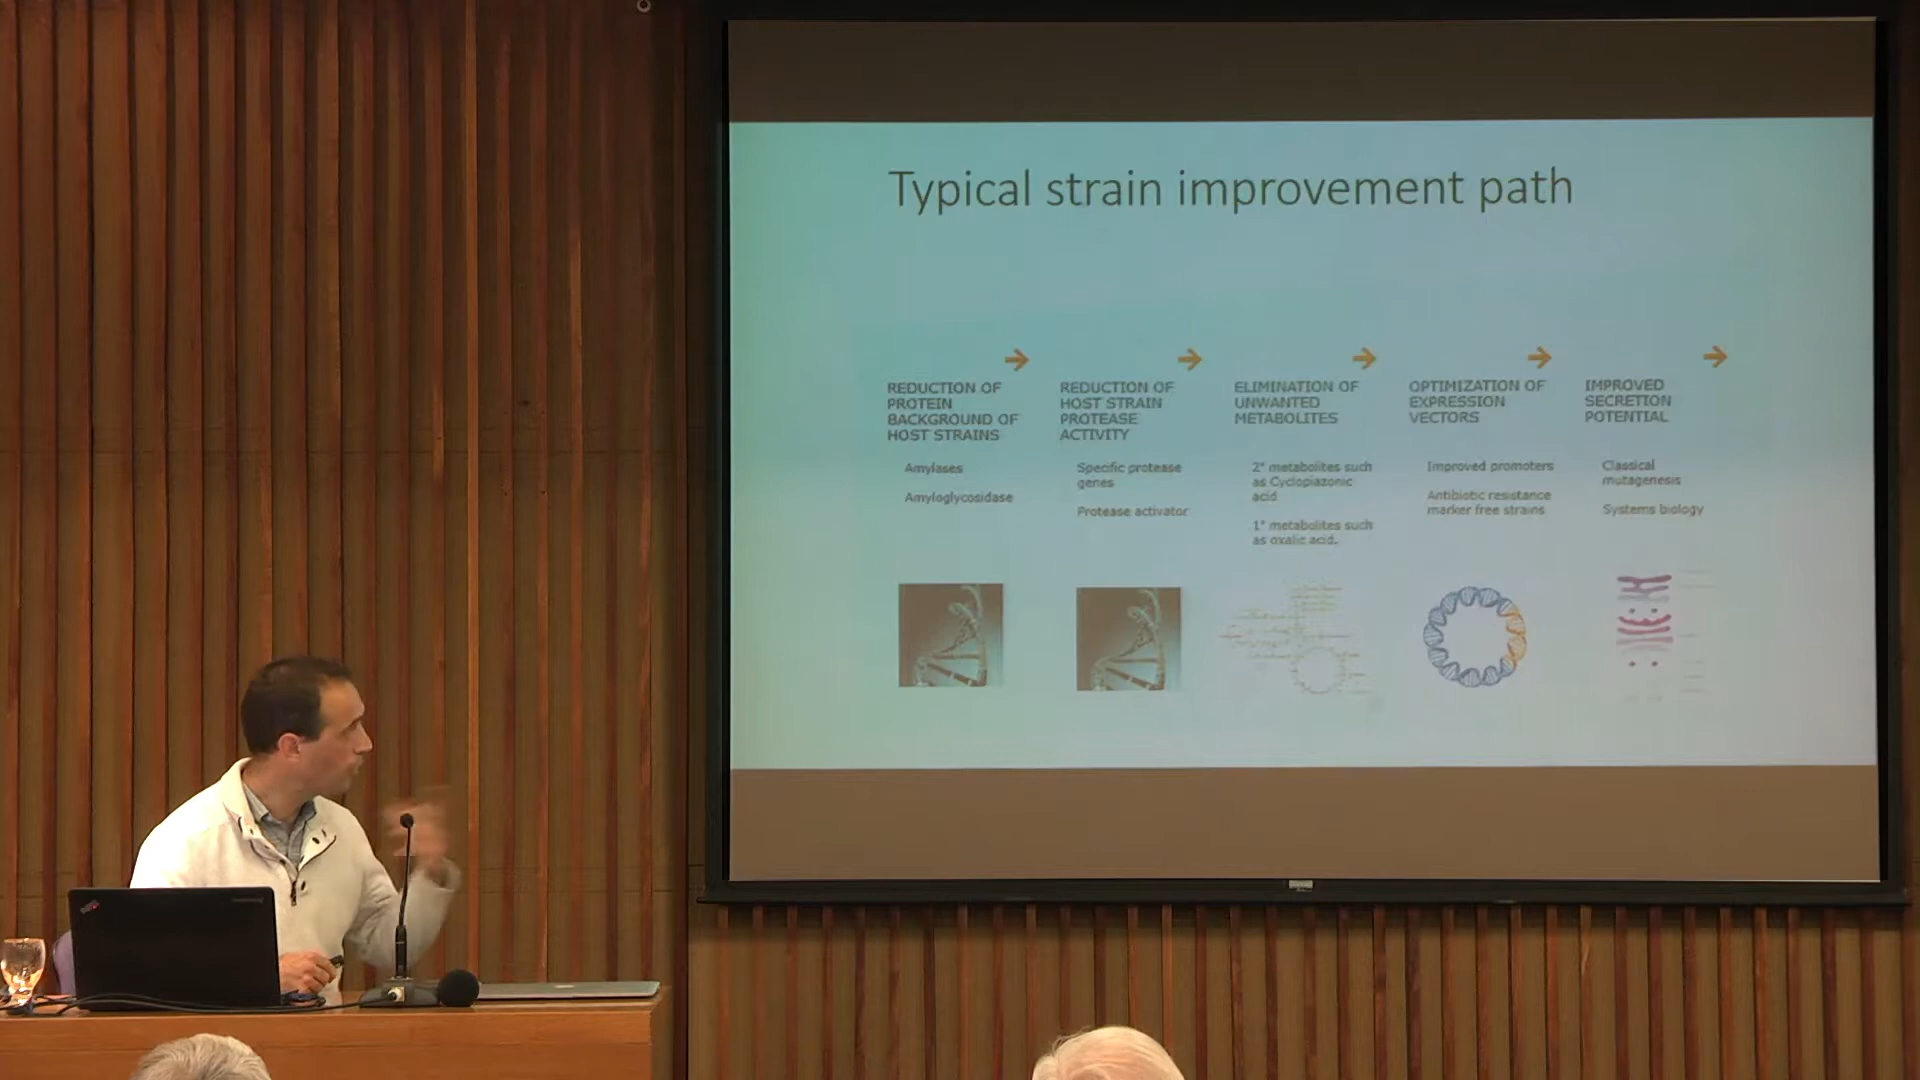 Typical strain improvement path
REDUCTION OF
PROTEIN
BACKGROUND OF
HOST STRAINS
Amylases
Amyloglycosidase
REDUCTION OF
HOST STRAIN
PROTEASE
ACTIVITY
Specific protease
genes
Protease activator
ELIMINATION OF
UNWANTED
METABOLITES
2° metabolites such
as Cyclopiazonic
acid
1° metabolites such
as oxalic acid.
OPTIMIZATION OF
EXPRESSION
VECTORS
Improved promoters
Antibiotic resistance
marker free strains
IMPROVED
SECRETION
POTENTIAL
Classical
mutagenesis
Systems biology